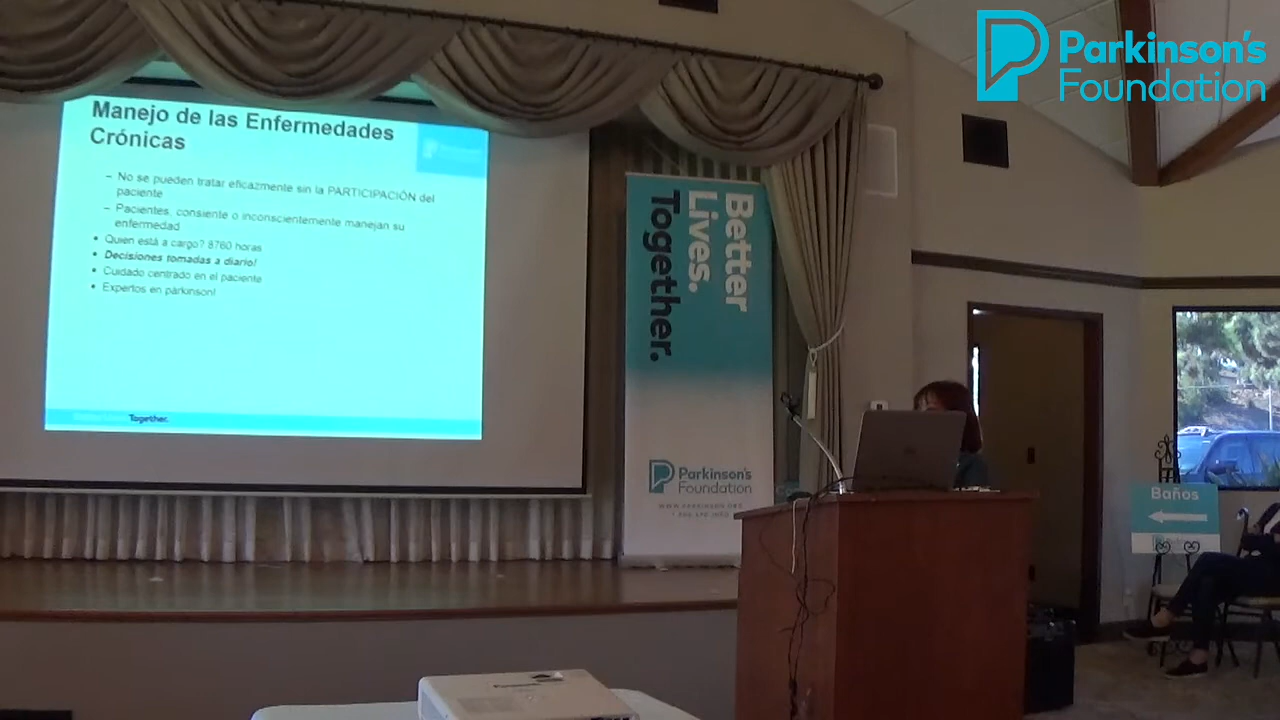 Parkinson's
Foundation
Manejo de las Enfermedades
Crónicas
– No se pueden tratar eficazmente sin la PARTICIPACIÓN del
paciente
– Pacientes, consiente o inconscientemente manejan su
enfermedad
• Quien está a cargo? 8760 horas
• Decisiones tomadas a diario!
• Cuidado centrado en el paciente
• Expertos en parkinson!
Together.
Better
Lives.
Together.
Parkinson's
Foundation
Baños